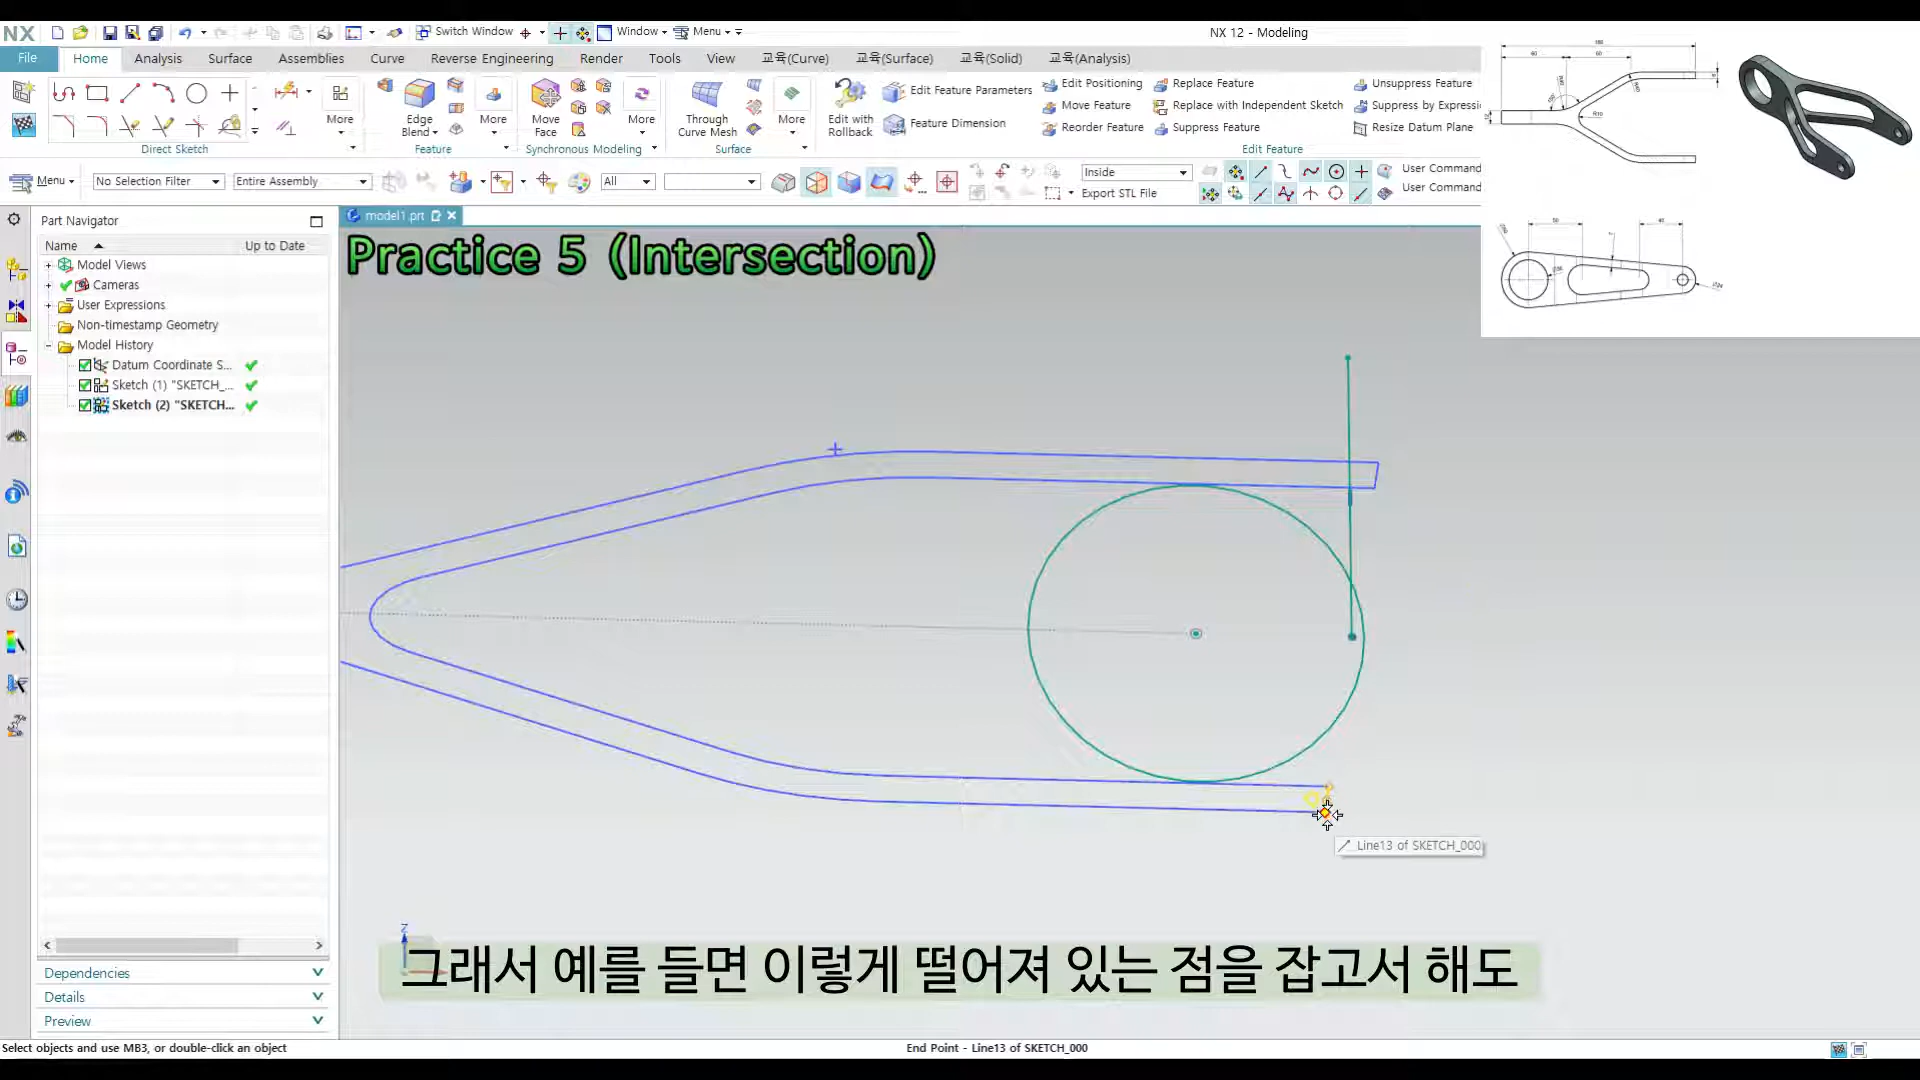 NX
Switch Window
Window
Menu
NX 12 - Modeling
File
Home
Analysis
Surface
Assemblies
Curve
Reverse Engineering
Render
Tools
View
교육(Curve)
교육(Surface)
교육(Solid)
교육(Analysis)
More
Edge
Blend
More
Move
Face
More
Through
Curve Mesh
More
Edit with
Rollback
Edit Feature Parameters
Feature Dimension
Edit Positioning
Move Feature
Reorder Feature
Replace Feature
Replace with Independent Sketch
Suppress Feature
Unsuppress Feature
Suppress by Expressi
Resize Datum Plane
Direct Sketch
Feature
Synchronous Modeling
Surface
Edit Feature
Menu
No Selection Filter
Entire Assembly
All
Inside
Export STL File
User Command
User Command
Part Navigator
model1.prt
Name
Up to Date
Model Views
Cameras
User Expressions
Non-timestamp Geometry
Model History
Datum Coordinate S...
Sketch (1) "SKETCH_...
Sketch (2) "SKETCH...
Practice 5 (Intersection)
Line13 of SKETCH_000
Z
그래서 예를 들면 이렇게 떨어져 있는 점을 잡고서 해도
Dependencies
Details
Preview
Select objects and use MB3, or double-click an object
End Point - Line13 of SKETCH_000